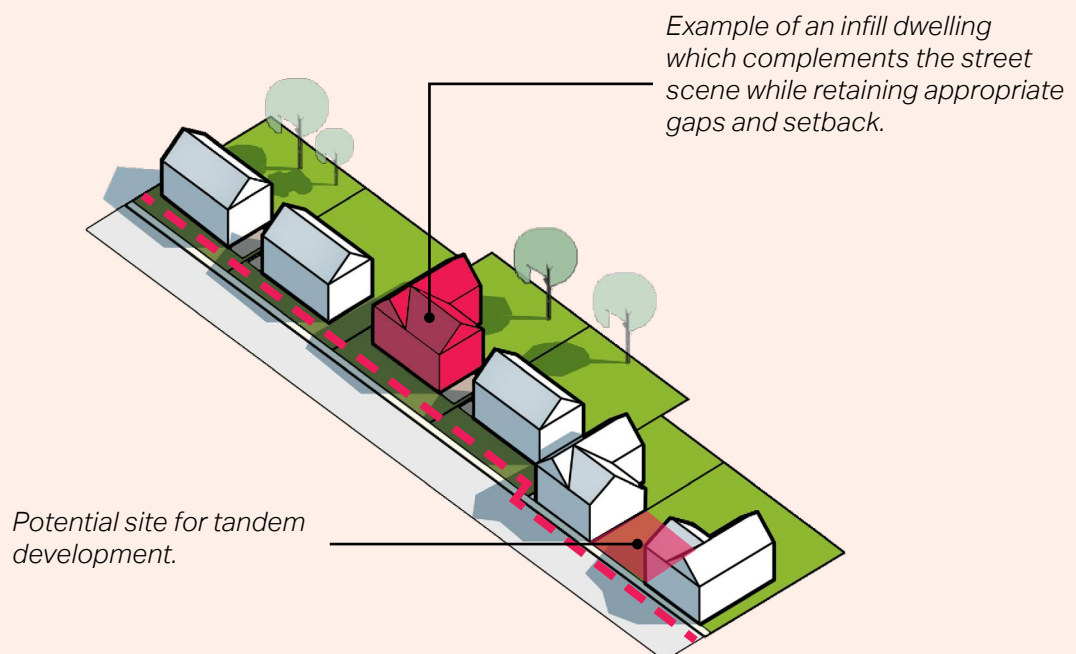 Example of an infill dwelling
which complements the street
scene while retaining appropriate
gaps and setback.
Potential site for tandem
development.